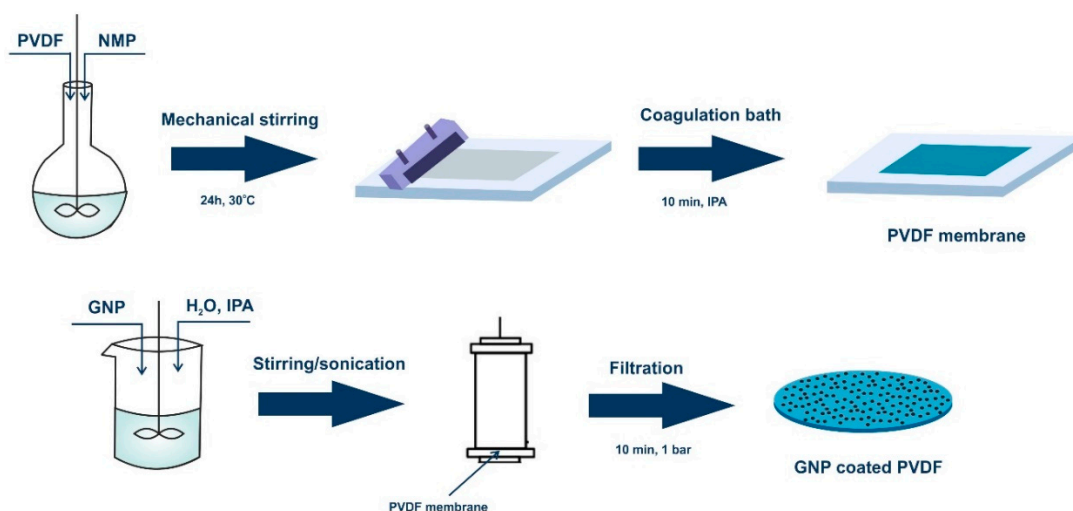 PVDF
NMP
Mechanical stirring
24h, 30°C
Coagulation bath
10 min, IPA
PVDF membrane
GNP
H₂O, IPA
Stirring/sonication
PVDF membrane
Filtration
10 min, 1 bar
GNP coated PVDF